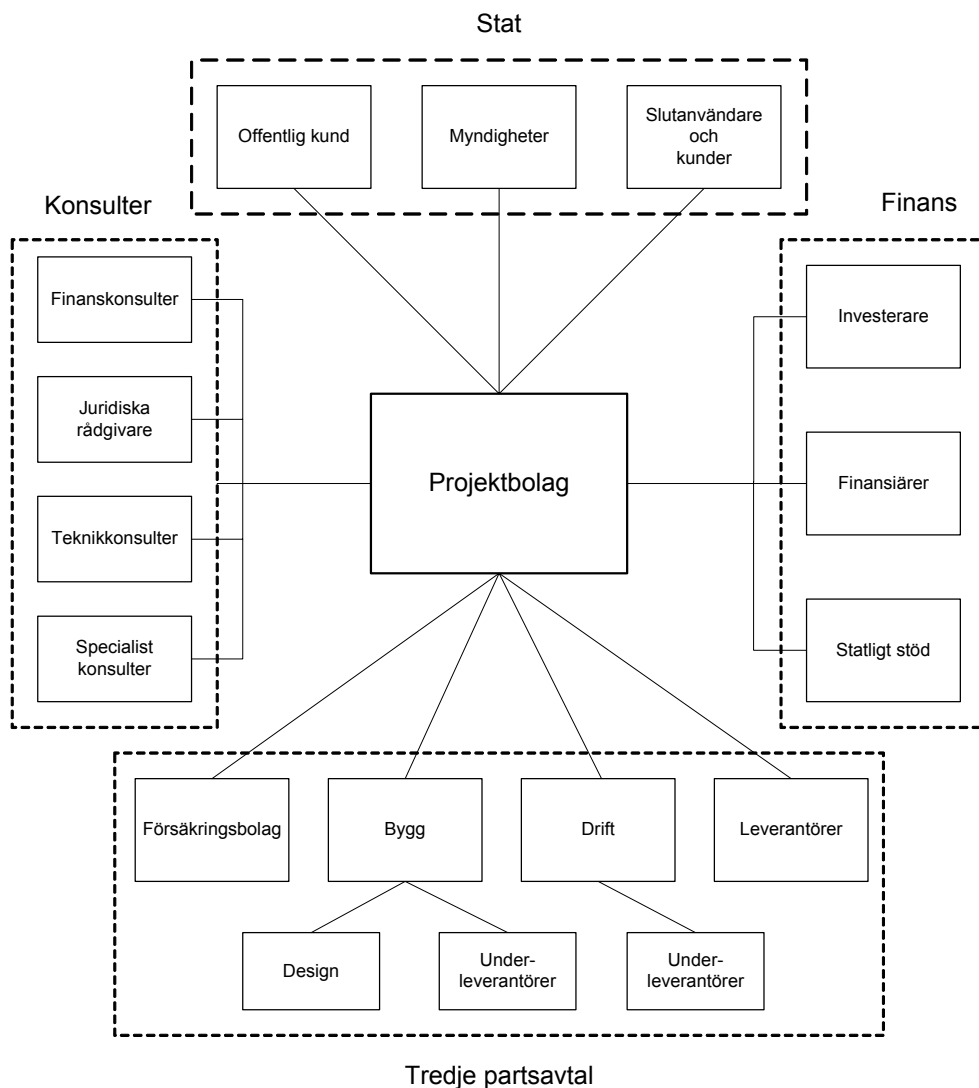 Stat
Offentlig kund
Myndigheter
Slutanvändare
och
kunder
Konsulter
Finans
Finanskonsulter
Juridiska
rådgivare
Teknikkonsulter
Specialist
konsulter
Projektbolag
Investerare
Finansiärer
Statligt stöd
Försäkringsbolag
Bygg
Drift
Leverantörer
Design
Under-
leverantörer
Under-
leverantörer
Tredje partsavtal